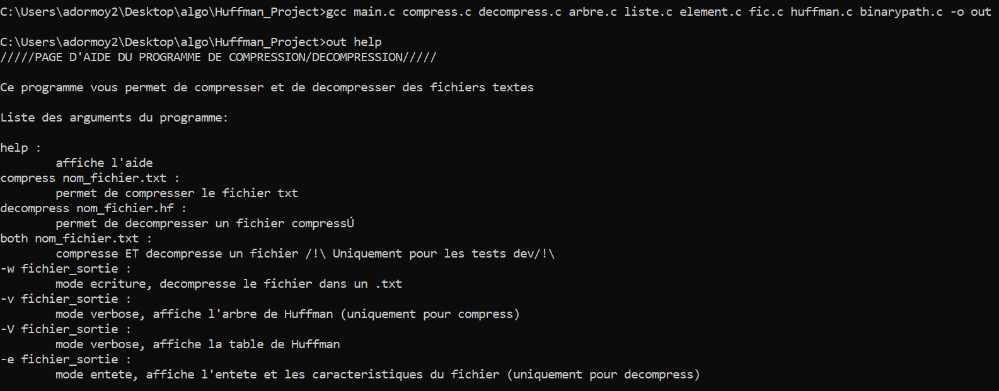 C:\Users\adormoy2\Desktop\algo\Huffman_Project>gcc main.c compress.c decompress.c arbre.c liste.c element.c fic.c huffman.c binarypath.c -o out
C:\Users\adormoy2\Desktop\algo\Huffman_Project>out help
/////PAGE D'AIDE DU PROGRAMME DE COMPRESSION/DECOMPRESSION/////
Ce programme vous permet de compresser et de decompresser des fichiers textes
Liste des arguments du programme:
help :
affiche l'aide
compress nom_fichier.txt :
permet de compresser le fichier txt
decompress nom_fichier.hf :
permet de decompresser un fichier compressÚ
both nom_fichier.txt :
compresse ET decompresse un fichier /!\ Uniquement pour les tests dev/!\
-w fichier_sortie :
mode ecriture, decompresse le fichier dans un .txt
-v fichier_sortie :
mode verbose, affiche l'arbre de Huffman (uniquement pour compress)
-V fichier_sortie :
mode verbose, affiche la table de Huffman
-e fichier_sortie :
mode entete, affiche l'entete et les caracteristiques du fichier (uniquement pour decompress)